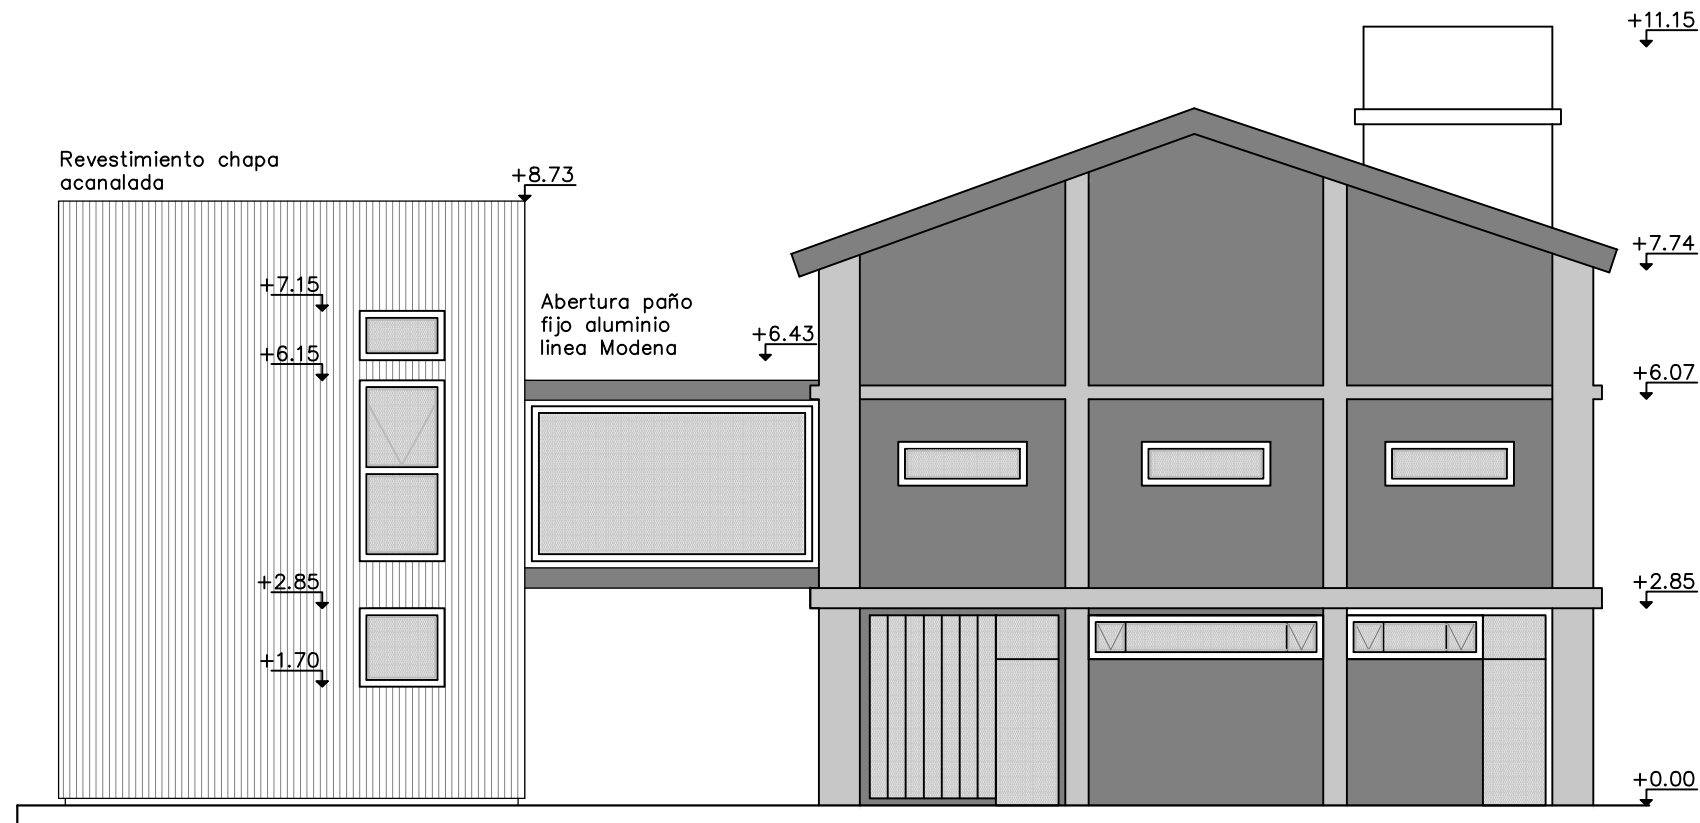 +11.15
Revestimiento chapa
acanalada
+8.73
+7.74
+7.15
Abertura paño
fijo aluminio
linea Modena
+6.43
+6.15
+6.07
+2.85
+2.85
+1.70
+0.00